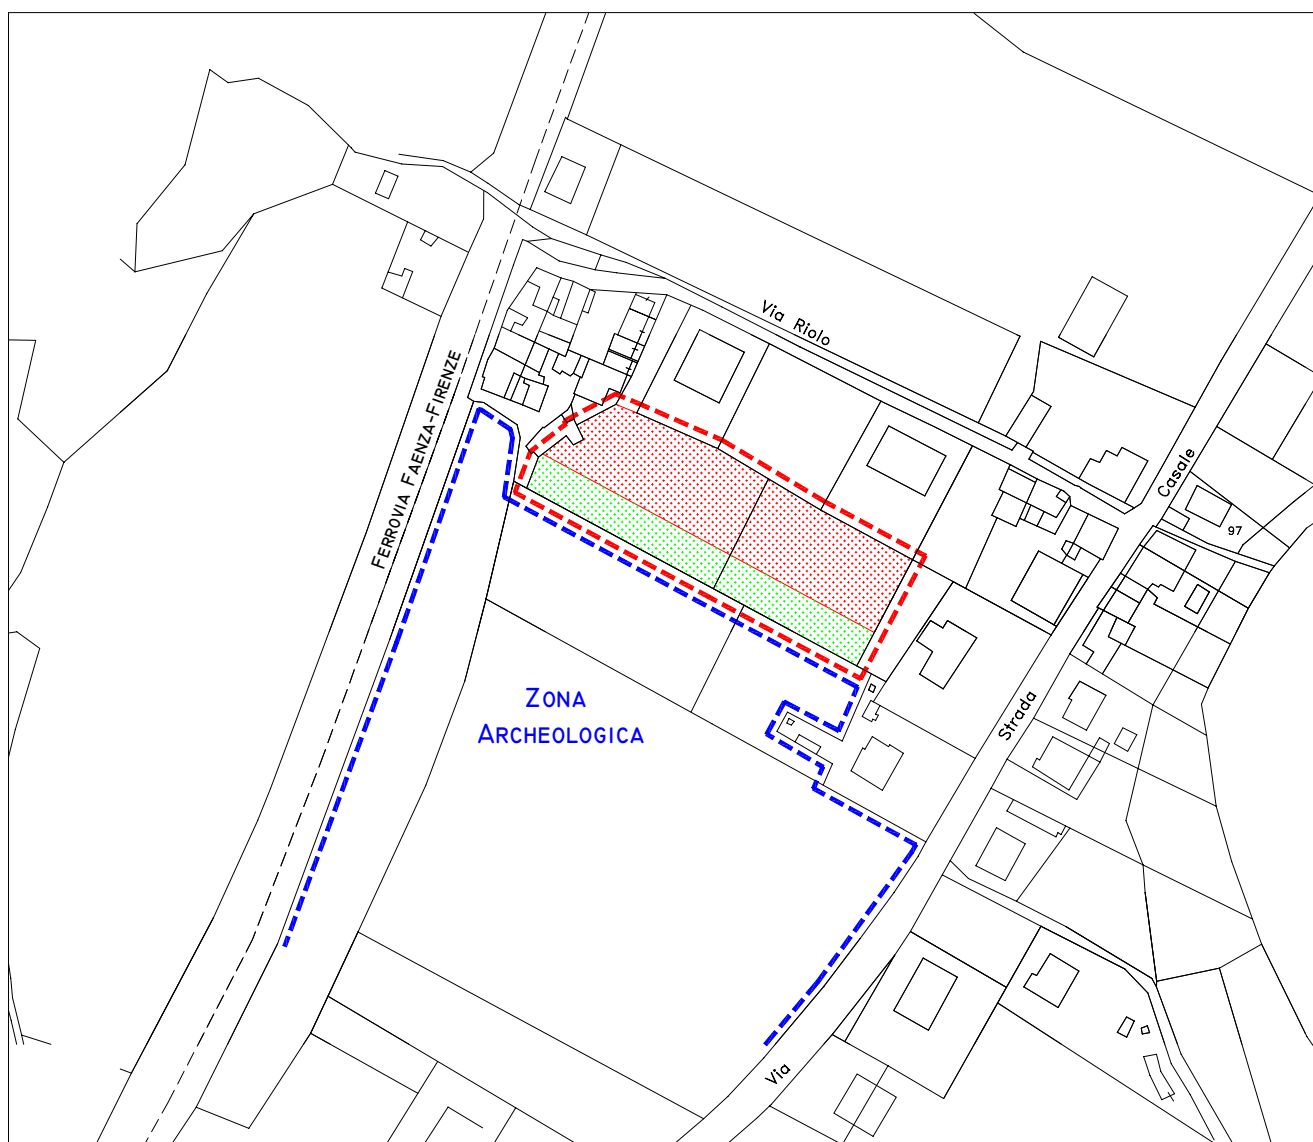 Via Riolo
FERROVIA FAENZA-FIRENZE
Casale
97
ZONA
ARCHEOLOGICA
Strada
Via